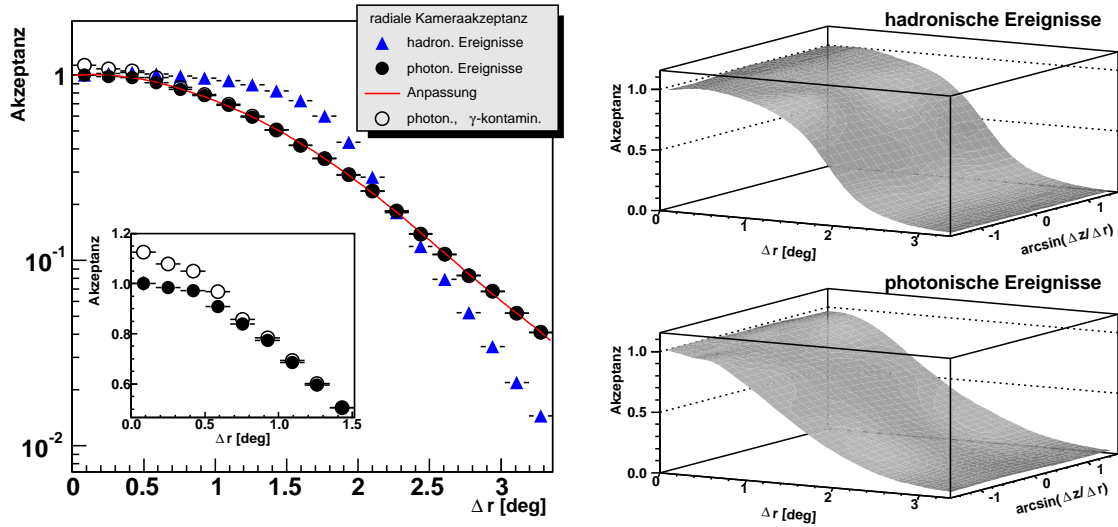 Akzeptanz
1
10-1
10-2
0 0.5 1 1.5 2 2.5 3
Δ r [deg]
radiale Kameraakzeptanz
hadron. Ereignisse
photon. Ereignisse
Anpassung
photon., γ-kontamin.
Akzeptanz
1.2
1.0
0.8
0.6
0.0 0.5 1.0 1.5
Δ r [deg]
hadronische Ereignisse
Akzeptanz
1.0
0.5
0.0
0 1 2 3
Δ r [deg]
-1 0 1
arcsin(Δz/Δr)
photonische Ereignisse
Akzeptanz
1.0
0.5
0.0
0 1 2 3
Δ r [deg]
-1 0 1
arcsin(Δz/Δr)